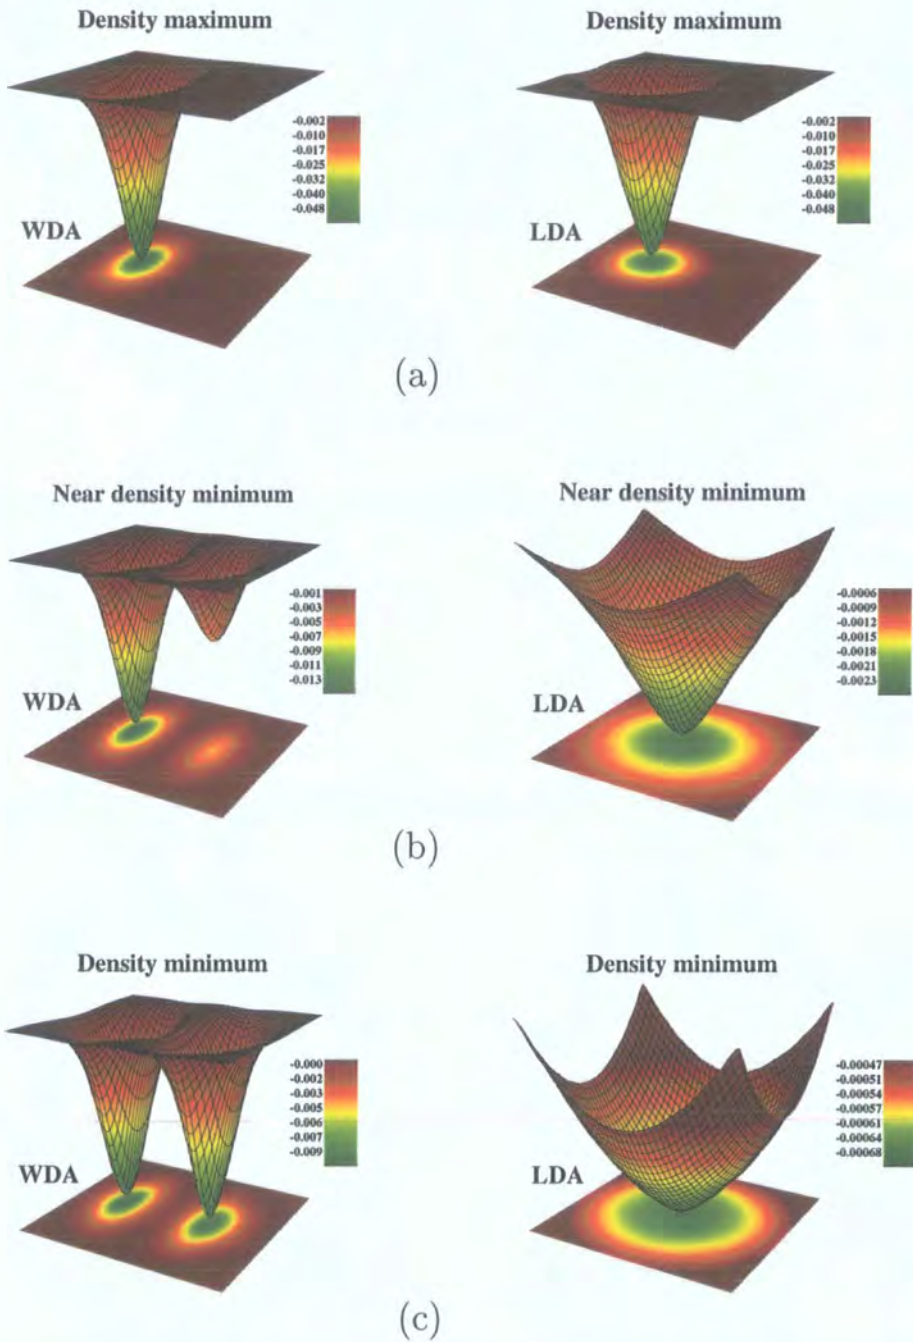 Density maximum
Density maximum
-0.002
-0.010
-0.017
-0.025
-0.032
-0.040
-0.048
WDA
-0.002
-0.010
-0.017
-0.025
-0.032
-0.040
-0.048
LDA
(a)
Near density minimum
Near density minimum
-0.001
-0.003
-0.005
-0.007
-0.009
-0.011
-0.013
WDA
-0.0006
-0.0009
-0.0012
-0.0015
-0.0018
-0.0021
-0.0023
LDA
(b)
Density minimum
Density minimum
-0.000
-0.002
-0.003
-0.005
-0.006
-0.007
-0.009
WDA
-0.00047
-0.00051
-0.00054
-0.00057
-0.00061
-0.00064
-0.00068
LDA
(c)